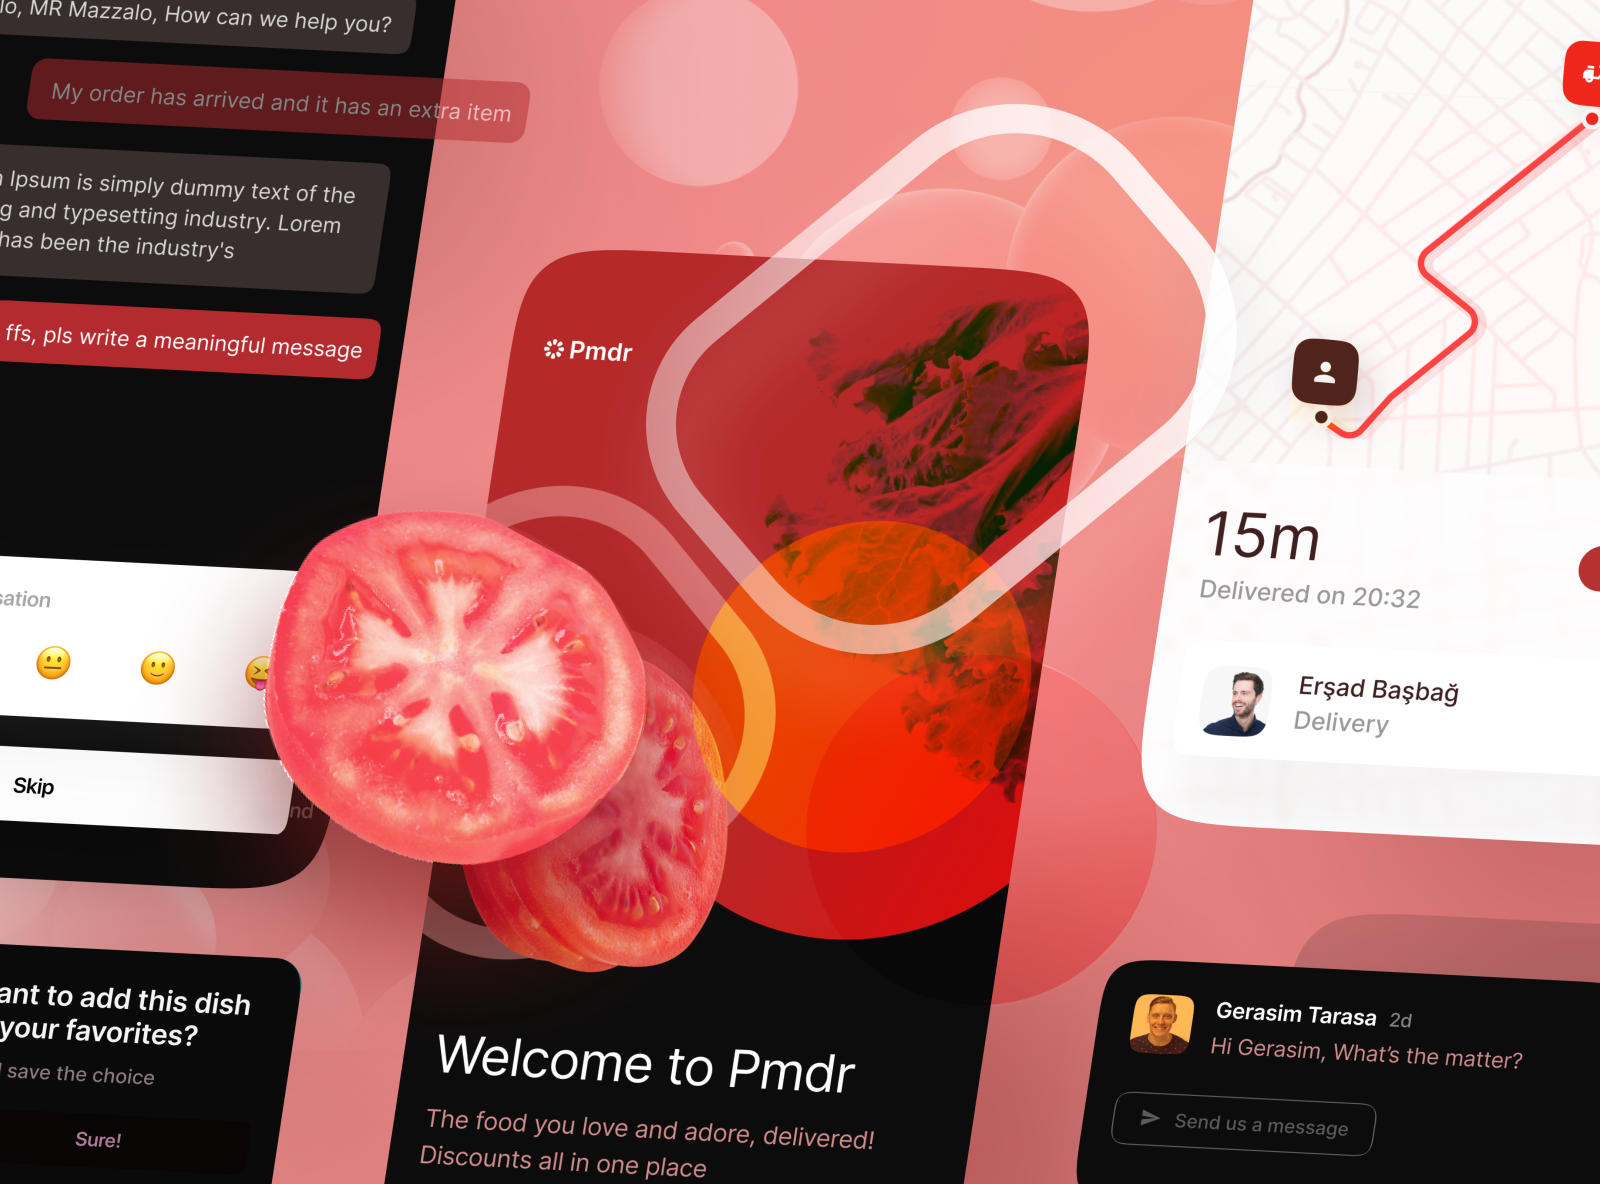 MR Mazzalo, How can we help you?
My order has arrived and it has an extra item
Ipsum is simply dummy text of the
and typesetting industry. Lorem
has been the industry's
ffs, pls write a meaningful message
Skip
want to add this dish
your favorites?
save the choice
Sure!
Pmdr
Welcome to Pmdr
The food you love and adore, delivered!
Discounts all in one place
15m
Delivered on 20:32
Erşad Başbağ
Delivery
Gerasim Tarasa 2d
Hi Gerasim, What's the matter?
Send us a message